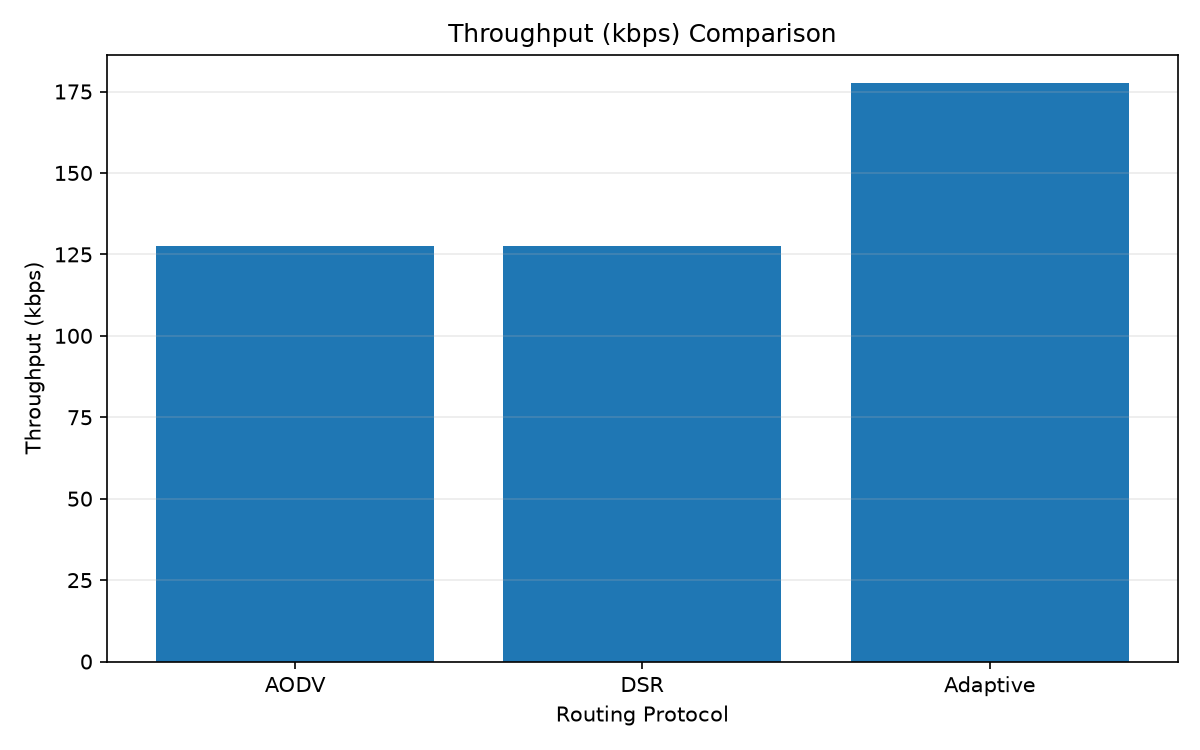 Throughput (kbps) Comparison
Throughput (kbps)
175
150
125
100
75
50
25
0
AODV DSR Adaptive
Routing Protocol